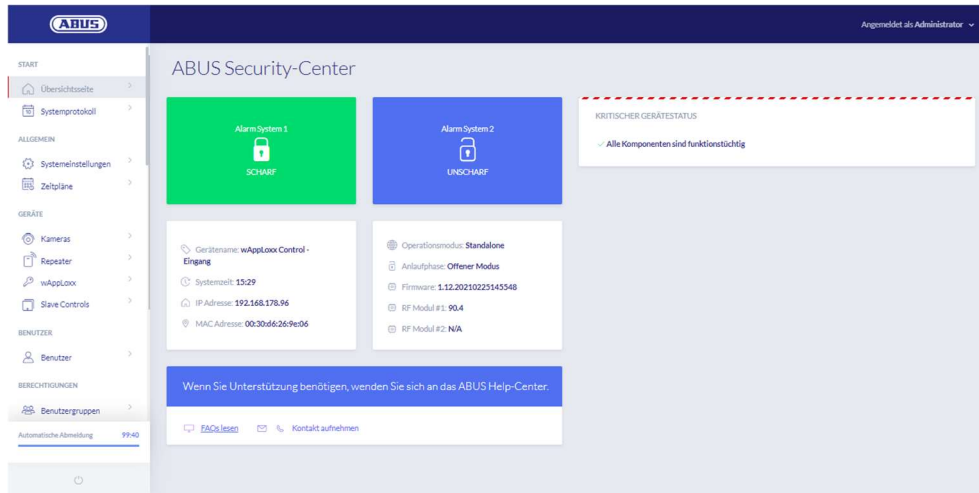 ABUS
Angemeldet als Administrator
START
Übersichtsseite
Systemprotokoll
ALLGEMEIN
Systemeinstellungen
Zeitpläne
GERÄTE
Kameras
Repeater
wAppLoxx
Slave Controls
BENUTZER
Benutzer
BERECHTIGUNGEN
Benutzergruppen
Automatische Abmeldung 99:40
ABUS Security-Center
Alarm System 1
SCHARF
Alarm System 2
UNSCHARF
KRITISCHER GERÄTESTATUS
Alle Komponenten sind funktionstüchtig
Gerätename: wAppLoxx Control -
Eingang
Systemzeit: 15:29
IP Adresse: 192.168.178.96
MAC Adresse: 00:30:d6:26:9e:06
Operationsmodus: Standalone
Anlaufphase: Offener Modus
Firmware: 1.12.20210225145548
RF Modul #1: 90.4
RF Modul #2: N/A
Wenn Sie Unterstützung benötigen, wenden Sie sich an das ABUS Help-Center.
FAQs lesen
Kontakt aufnehmen